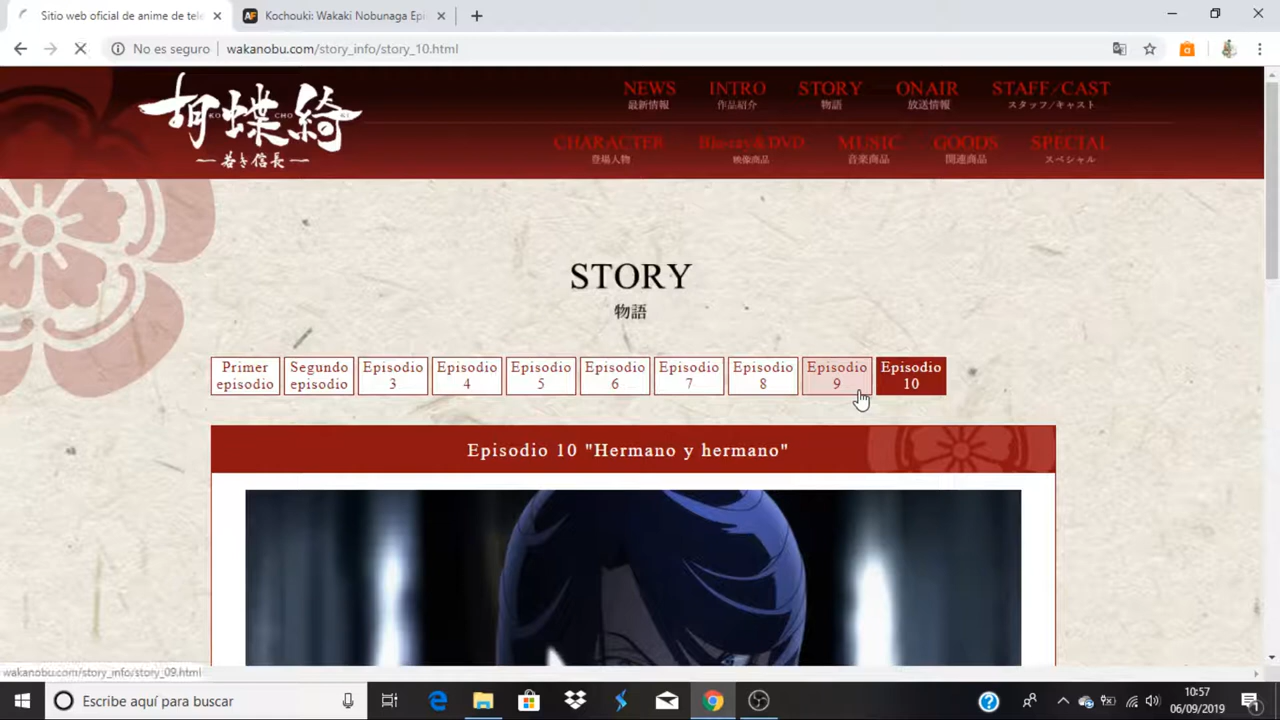 Sitio web oficial de anime de tele
Kochouki: Wakaki Nobunaga Epi
No es seguro
wakanobu.com/story_info/story_10.html
胡蝶綺
KO CHO KI
―若き信長―
NEWS INTRO STORY ONAIR STAFF/CAST
最新情報 作品紹介 物語 放送情報 スタッフ/キャスト
CHARACTER Blu-ray&DVD MUSIC GOODS SPECIAL
登場人物 映像商品 音楽商品 関連商品 スペシャル
STORY
物語
Primer episodio
Segundo episodio
Episodio 3
Episodio 4
Episodio 5
Episodio 6
Episodio 7
Episodio 8
Episodio 9
Episodio 10
Episodio 10 "Hermano y hermano"
wakanobu.com/story_info/story_09.html
Escribe aquí para buscar
10:57
06/09/2019
1